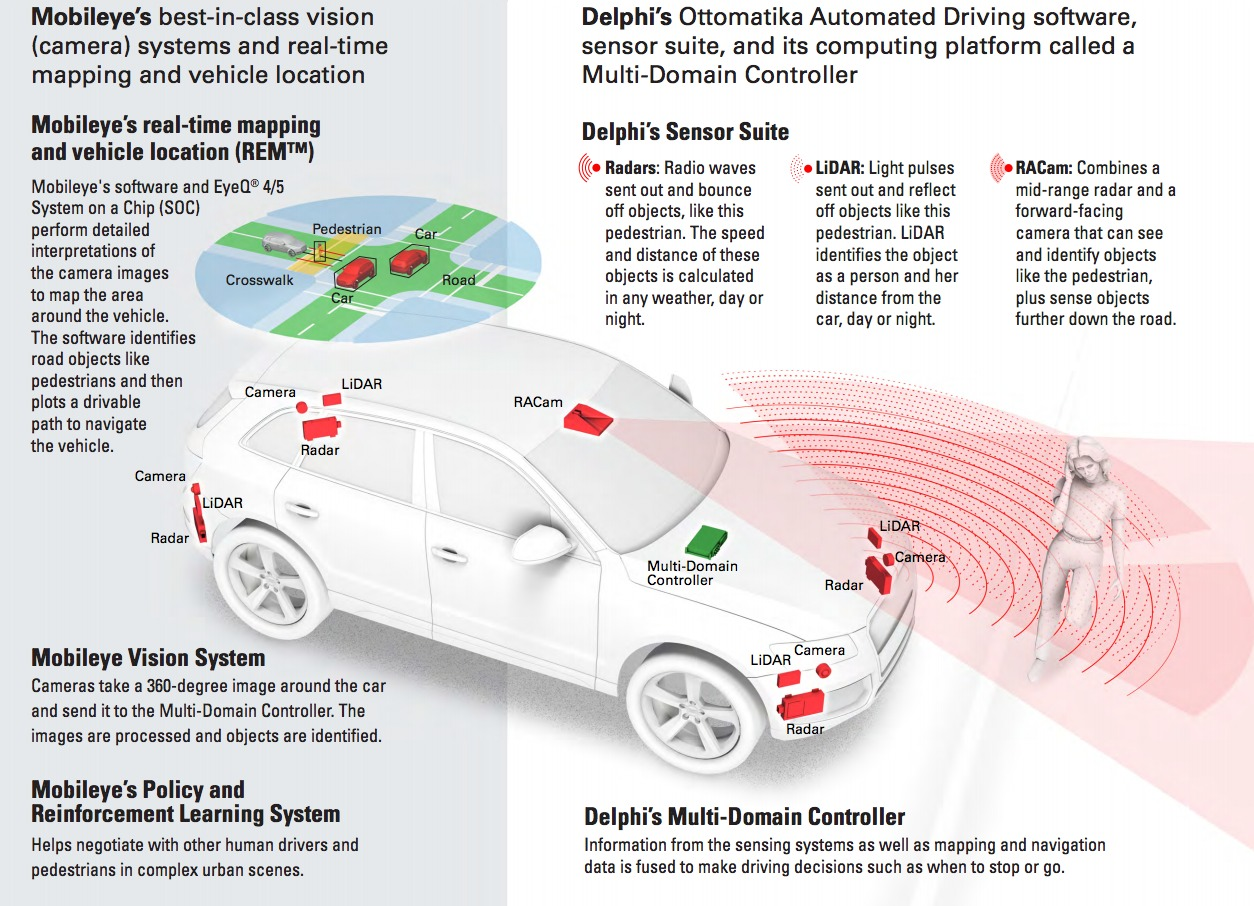 Mobileye's best-in-class vision
(camera) systems and real-time
mapping and vehicle location
Mobileye's real-time mapping
and vehicle location (REM™)
Mobileye's software and EyeQ® 4/5
System on a Chip (SOC)
perform detailed
interpretations of
the camera images
to map the area
around the vehicle.
The software identifies
road objects like
pedestrians and then
plots a drivable
path to navigate
the vehicle.
Pedestrian
Car
Crosswalk
Road
Car
Delphi's Ottomatika Automated Driving software,
sensor suite, and its computing platform called a
Multi-Domain Controller
Delphi's Sensor Suite
Radars: Radio waves
sent out and bounce
off objects, like this
pedestrian. The speed
and distance of these
objects is calculated
in any weather, day or
night.
LiDAR: Light pulses
sent out and reflect
off objects like this
pedestrian. LiDAR
identifies the object
as a person and her
distance from the
car, day or night.
RACam: Combines a
mid-range radar and a
forward-facing
camera that can see
and identify objects
like the pedestrian,
plus sense objects
further down the road.
Camera
LiDAR
Radar
RACam
Camera
LiDAR
Radar
Multi-Domain
Controller
LiDAR
Camera
Radar
Camera
LiDAR
Radar
Mobileye Vision System
Cameras take a 360-degree image around the car
and send it to the Multi-Domain Controller. The
images are processed and objects are identified.
Mobileye's Policy and
Reinforcement Learning System
Helps negotiate with other human drivers and
pedestrians in complex urban scenes.
Delphi's Multi-Domain Controller
Information from the sensing systems as well as mapping and navigation
data is fused to make driving decisions such as when to stop or go.